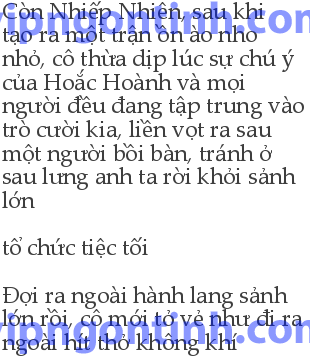 Còn Nhiếp Nhiên, sau khi
tạo ra một trận ồn ào nho
nhỏ, cô thừa dịp lúc sự chú ý
của Hoắc Hoành và mọi
người đều đang tập trung vào
trò cười kia, liền vọt ra sau
một người bồi bàn, tránh ở
sau lưng anh ta rời khỏi sảnh
lớn
tổ chức tiệc tối
Đợi ra ngoài hành lang sảnh
lớn rồi, cô mới tỏ vẻ như đi ra
ngoài hít thở không khí